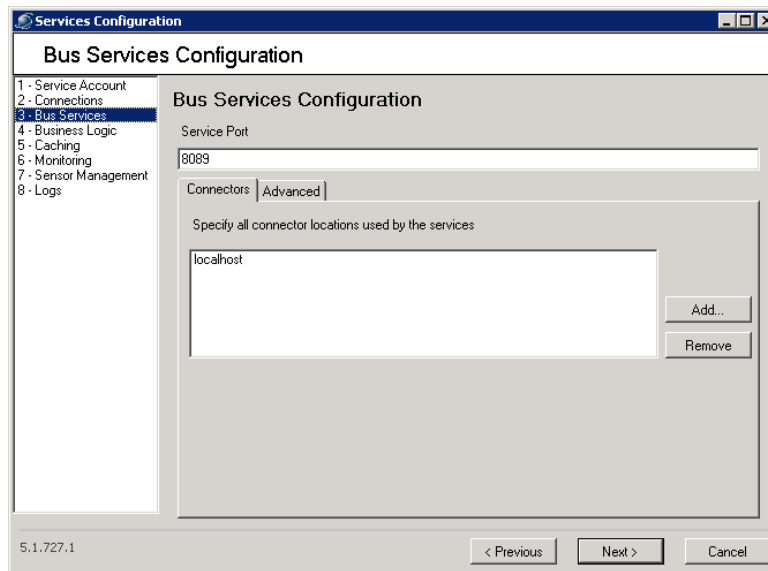 Services Configuration
Bus Services Configuration
1 - Service Account
2 - Connections
3 - Bus Services
4 - Business Logic
5 - Caching
6 - Monitoring
7 - Sensor Management
8 - Logs
Bus Services Configuration
Service Port
8089
Connectors Advanced
Specify all connector locations used by the services
localhost
Add...
Remove
5.1.727.1
< Previous Next > Cancel